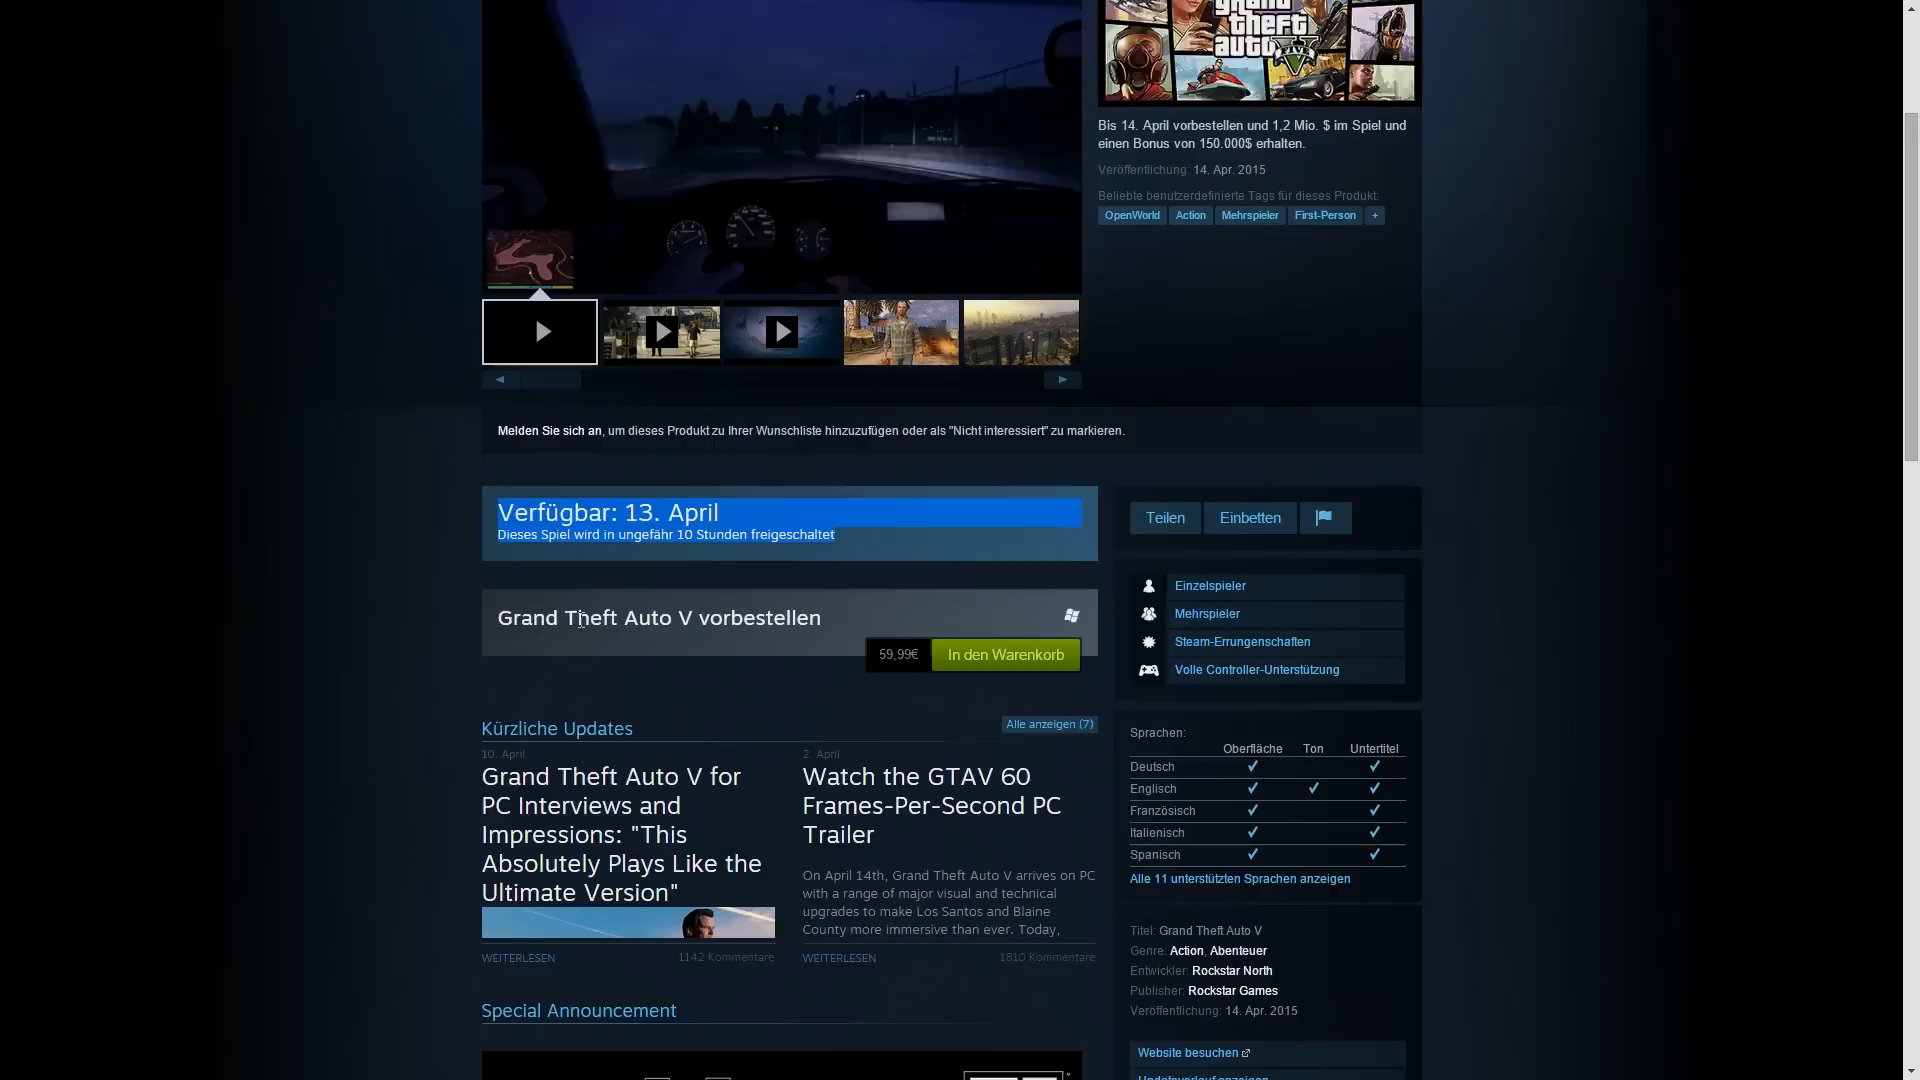 grand
theft
auto
FIVE
Bis 14. April vorbestellen und 1,2 Mio. $ im Spiel und
einen Bonus von 150.000$ erhalten.
Veröffentlichung: 14. Apr. 2015
Beliebte benutzerdefinierte Tags für dieses Produkt:
OpenWorld Action Mehrspieler First-Person +
Melden Sie sich an, um dieses Produkt zu Ihrer Wunschliste hinzuzufügen oder als "Nicht interessiert" zu markieren.
Verfügbar: 13. April
Dieses Spiel wird in ungefähr 10 Stunden freigeschaltet
Teilen Einbetten
Grand Theft Auto V vorbestellen
59,99€ In den Warenkorb
Einzelspieler
Mehrspieler
Steam-Errungenschaften
Volle Controller-Unterstützung
Kürzliche Updates
Alle anzeigen (7)
10. April
Grand Theft Auto V for
PC Interviews and
Impressions: "This
Absolutely Plays Like the
Ultimate Version"
WEITERLESEN 1142 Kommentare
2. April
Watch the GTAV 60
Frames-Per-Second PC
Trailer
On April 14th, Grand Theft Auto V arrives on PC
with a range of major visual and technical
upgrades to make Los Santos and Blaine
County more immersive than ever. Today,
WEITERLESEN 1810 Kommentare
Special Announcement
Sprachen:
Oberfläche Ton Untertitel
Deutsch
Englisch
Französisch
Italienisch
Spanisch
Alle 11 unterstützten Sprachen anzeigen
Titel: Grand Theft Auto V
Genre: Action, Abenteuer
Entwickler: Rockstar North
Publisher: Rockstar Games
Veröffentlichung: 14. Apr. 2015
Website besuchen